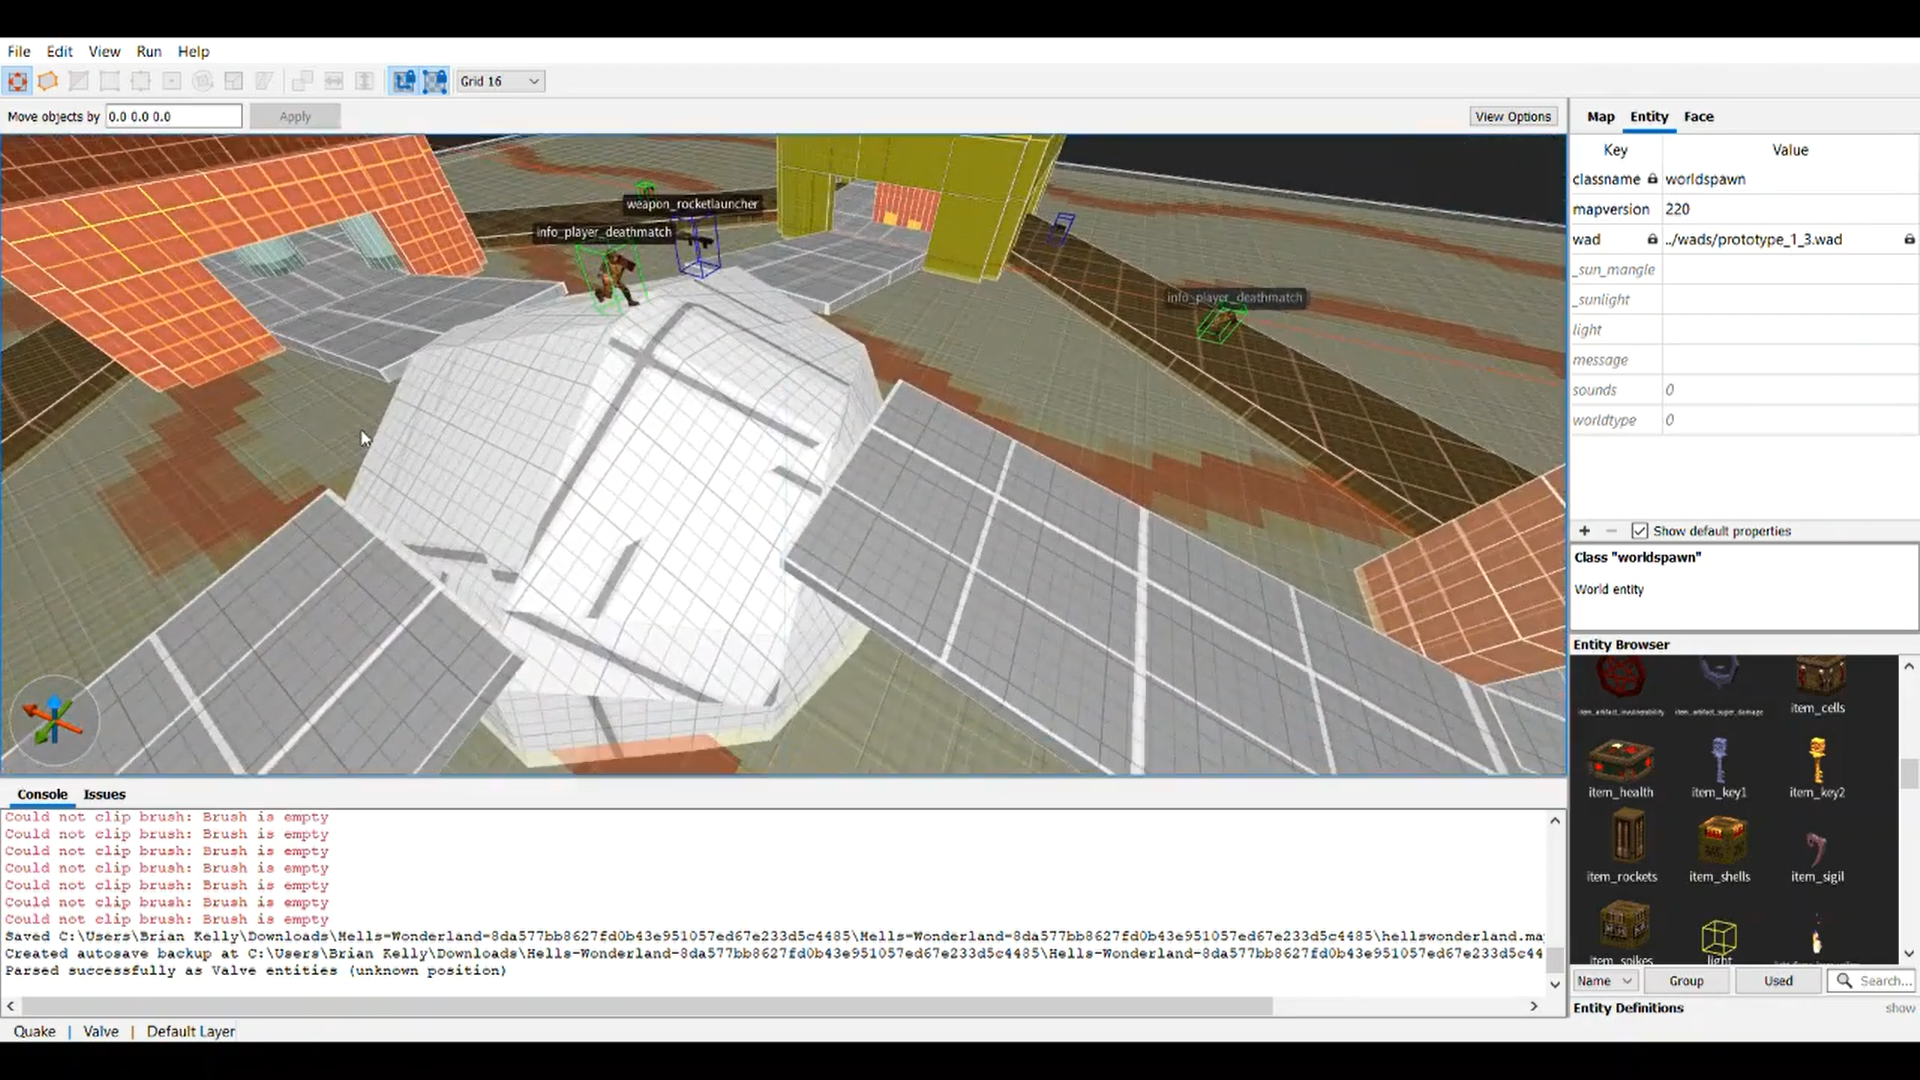 File Edit View Run Help
Grid 16
Move objects by 0.0 0.0 0.0 Apply View Options
weapon_rocketlauncher
info_player_deathmatch
info_player_deathmatch
Map Entity Face
Key Value
classname worldspawn
mapversion 220
wad ../wads/prototype_1_3.wad
_sun_mangle
_sunlight
light
message
sounds 0
worldtype 0
+ - Show default properties
Class "worldspawn"
World entity
Entity Browser
item_artifact_invulnerability item_artifact_super_damage item_cells
item_health item_key1 item_key2
item_rockets item_shells item_sigil
item_spikes light
Name Group Used Search...
Entity Definitions show
Console Issues
Could not clip brush: Brush is empty
Could not clip brush: Brush is empty
Could not clip brush: Brush is empty
Could not clip brush: Brush is empty
Could not clip brush: Brush is empty
Could not clip brush: Brush is empty
Could not clip brush: Brush is empty
Saved C:\Users\Brian Kelly\Downloads\Hells-Wonderland-8da577bb8627fd0b43e951057ed67e233d5c4485\Hells-Wonderland-8da577bb8627fd0b43e951057ed67e233d5c4485\hellswonderland.ma
Created autosave backup at C:\Users\Brian Kelly\Downloads\Hells-Wonderland-8da577bb8627fd0b43e951057ed67e233d5c4485\Hells-Wonderland-8da577bb8627fd0b43e951057ed67e233d5c44
Parsed successfully as Valve entities (unknown position)
Quake | Valve | Default Layer